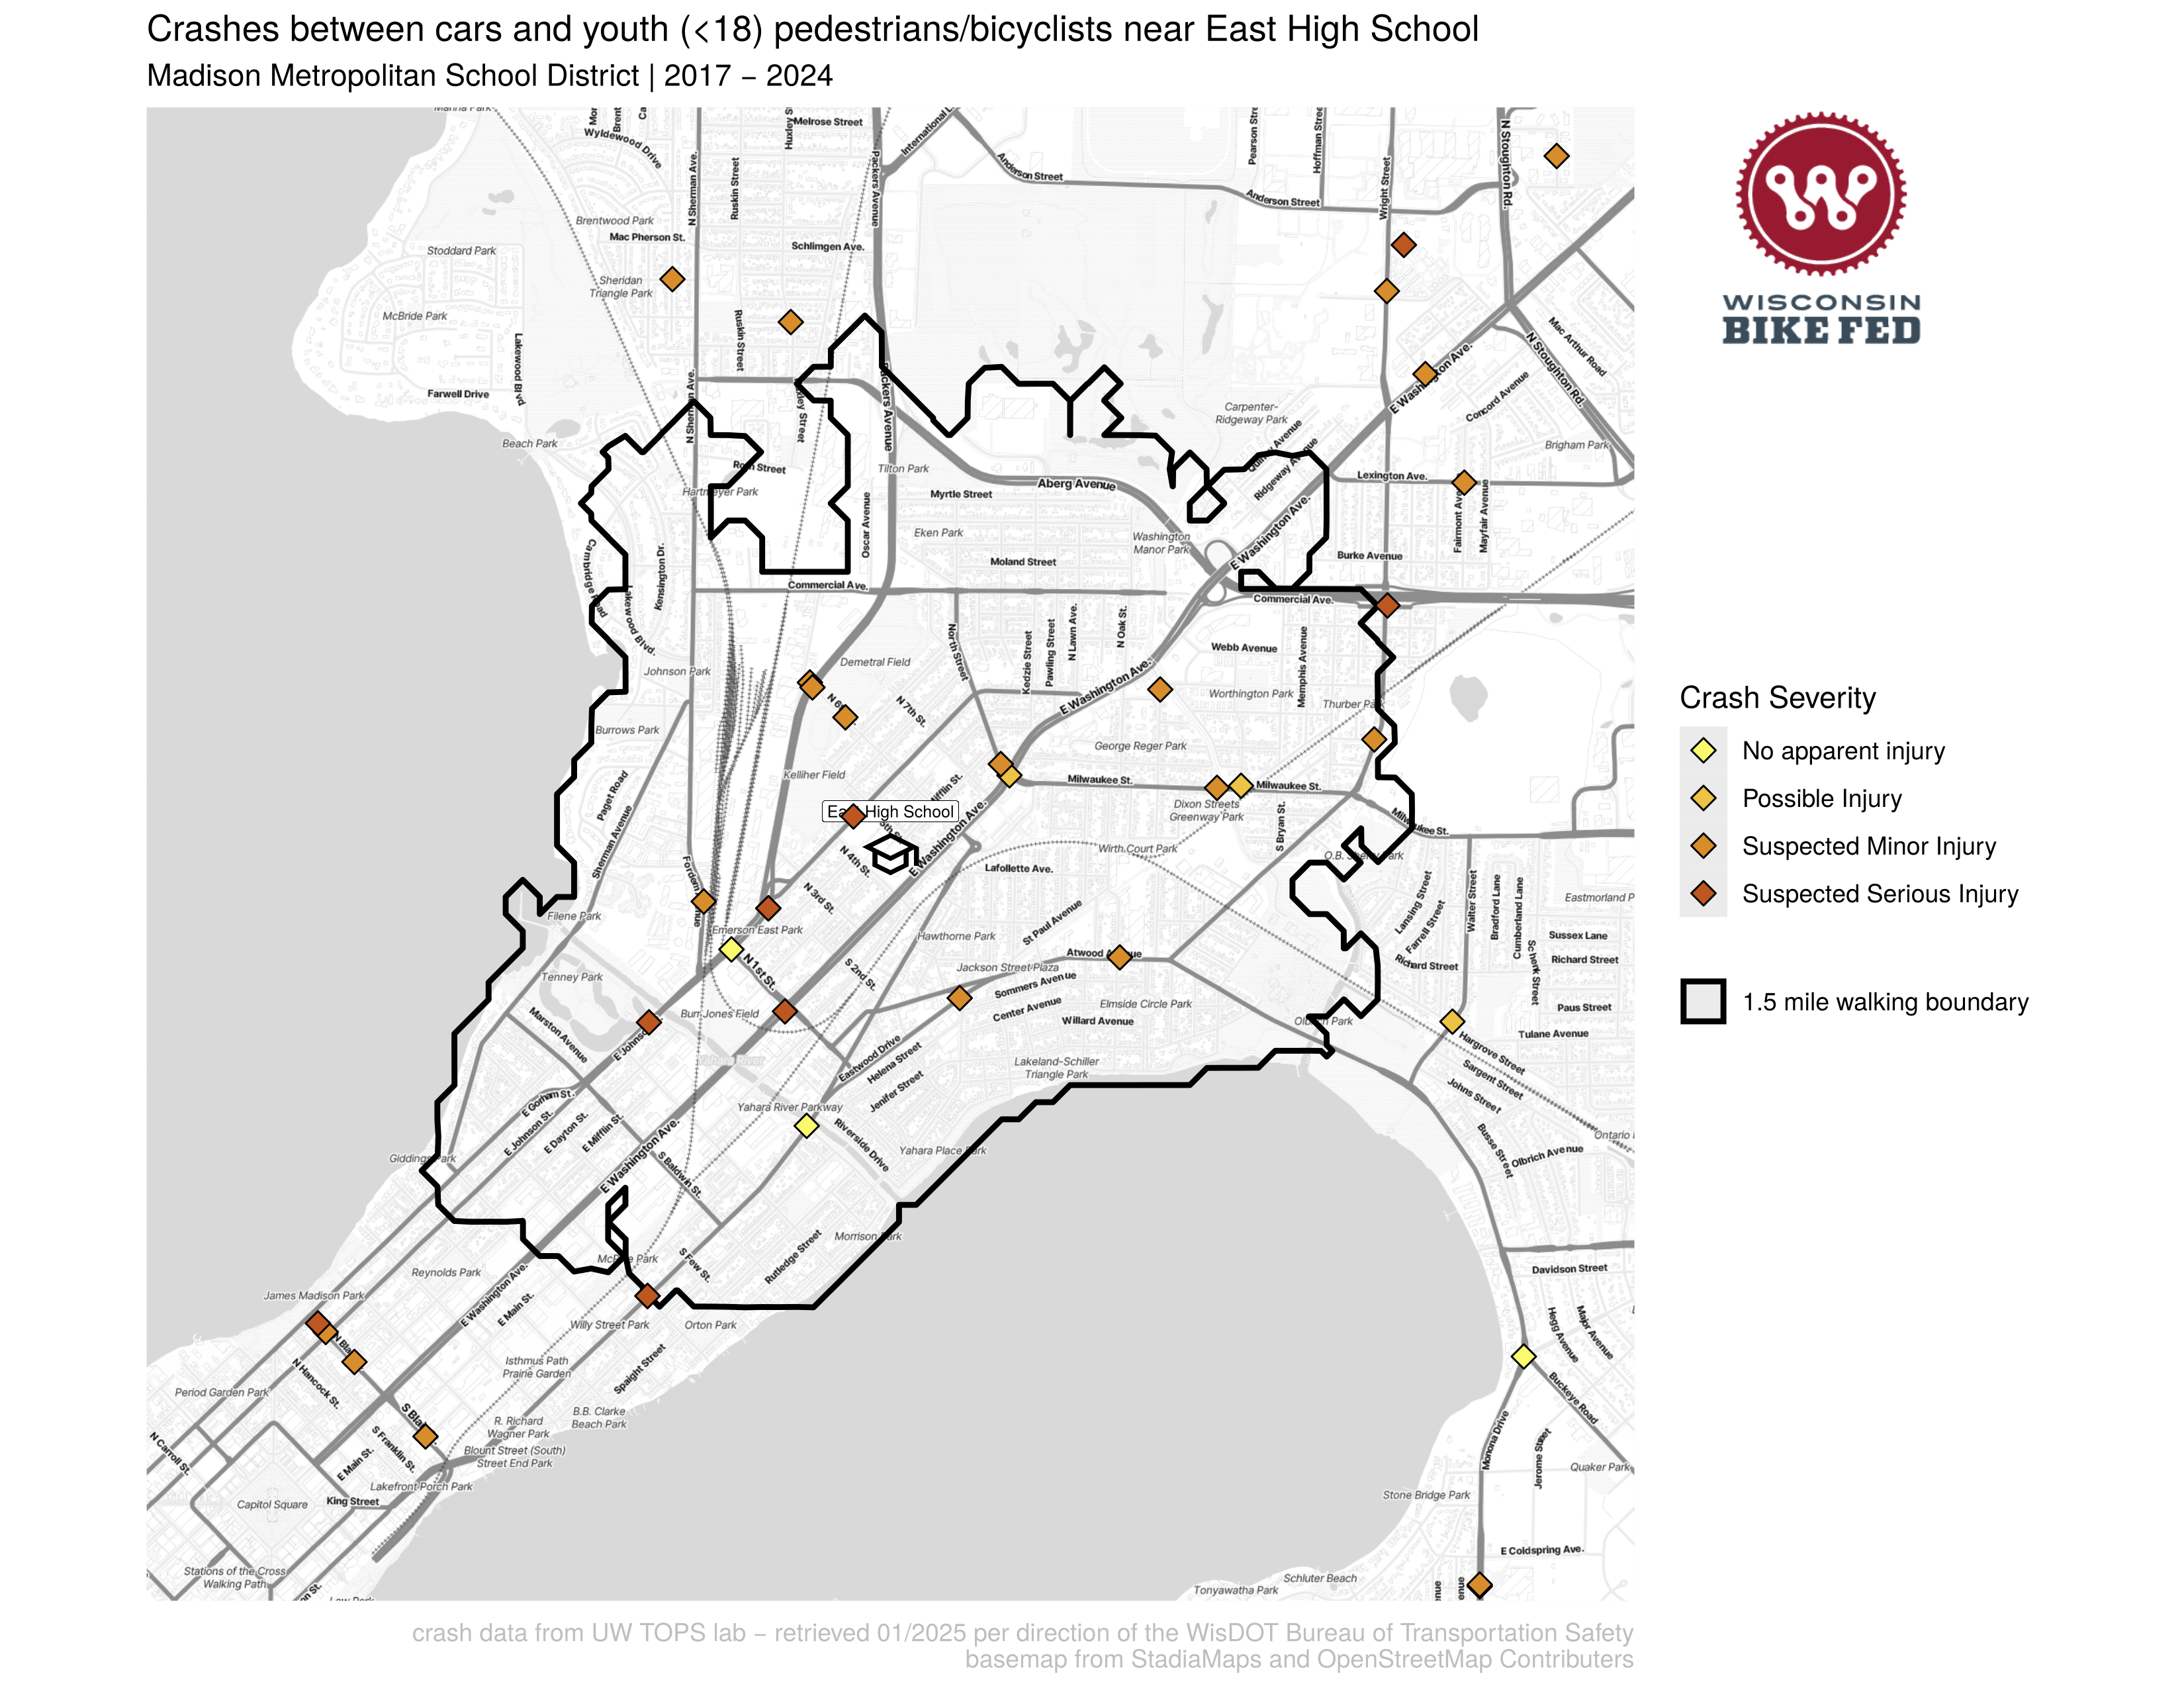 Crashes between cars and youth (<18) pedestrians/bicyclists near East High School
Madison Metropolitan School District | 2017 − 2024
Wyldewood Drive
Melrose Street
International
Anderson Street
Anderson Street
N Sherman Ave.
Ruskin Street
Packers Avenue
Wright Street
N Stoughton Rd.
Brentwood Park
Mac Pherson St.
Schlimgen Ave.
Stoddard Park
Sheridan
Triangle Park
McBride Park
Lakewood Blvd
Ruskin Street
Farwell Drive
Beach Park
Carpenter-
Ridgeway Park
E Washington Ave.
Concord Avenue
Mac Arthur Road
N Stoughton Rd.
Brigham Park
Ridgeway Avenue
Tilton Park
Hartmeyer Park
Aberg Avenue
Myrtle Street
Lexington Ave.
Fairmont Ave
Mayfair Avenue
Oscar Avenue
Eken Park
Washington
Manor Park
E Washington Ave.
Moland Street
Burke Avenue
Cambridge Road
Kensington Dr.
Lakewood Blvd.
Commercial Ave.
Commercial Ave.
North Street
Kedzie Street
Pawling Street
N Lawn Ave.
N Oak St.
Webb Avenue
Memphis Avenue
Johnson Park
Demetral Field
E Washington Ave.
Worthington Park
Thurber Park
N 7th St.
Burrows Park
George Reger Park
Kelliher Field
Milwaukee St.
Milwaukee St.
Milwaukee St.
Dixon Streets
Greenway Park
Paget Road
Sherman Avenue
East High School
N 4th St.
N 3rd St.
E Washington Ave.
Lafollette Ave.
Wirth Court Park
S Bryan St.
O.B. Sherry Park
Filene Park
Emerson East Park
Hawthorne Park
St Paul Avenue
Lansing Street
Farrell Street
Walter Street
Bradford Lane
Cumberland Lane
Schenk Street
Eastmorland P
Sussex Lane
Richard Street
Richard Street
Tenney Park
N 1st St.
S 2nd St.
Jackson Street Plaza
Atwood Avenue
Sommers Avenue
Center Avenue
Elmside Circle Park
Willard Avenue
Olbrich Park
Paus Street
Tulane Avenue
Marston Avenue
Burr Jones Field
Yahara River
Eastwood Drive
Helena Street
Jenifer Street
Lakeland-Schiller
Triangle Park
Hargrove Street
Sargent Street
Johns Street
E Gorham St.
E Johnson St.
E Dayton St.
E Mifflin St.
E Washington Ave.
Yahara River Parkway
Riverside Drive
S Baldwin St.
Yahara Place Park
Busse Street
Olbrich Avenue
Giddings Park
Morrison Park
McPike Park
S Few St.
Rutledge Street
Reynolds Park
James Madison Park
E Washington Ave.
E Main St.
Willy Street Park
Orton Park
Davidson Street
Hegg Avenue
Major Avenue
Isthmus Path
Prairie Garden
Spaight Street
Period Garden Park
N Hancock St.
B.B. Clarke
Beach Park
R. Richard
Wagner Park
Blount Street (South)
Street End Park
S Franklin St.
E Main St.
N Carroll St.
Lakefront Porch Park
Capitol Square
King Street
Buckeye Road
Monona Drive
Jerome Street
Quaker Park
Stone Bridge Park
E Coldspring Ave.
Stations of the Cross
Walking Path
Schluter Beach
Tonyawatha Park
WISCONSIN
BIKE FED
Crash Severity
No apparent injury
Possible Injury
Suspected Minor Injury
Suspected Serious Injury
1.5 mile walking boundary
crash data from UW TOPS lab − retrieved 01/2025 per direction of the WisDOT Bureau of Transportation Safety
basemap from StadiaMaps and OpenStreetMap Contributers